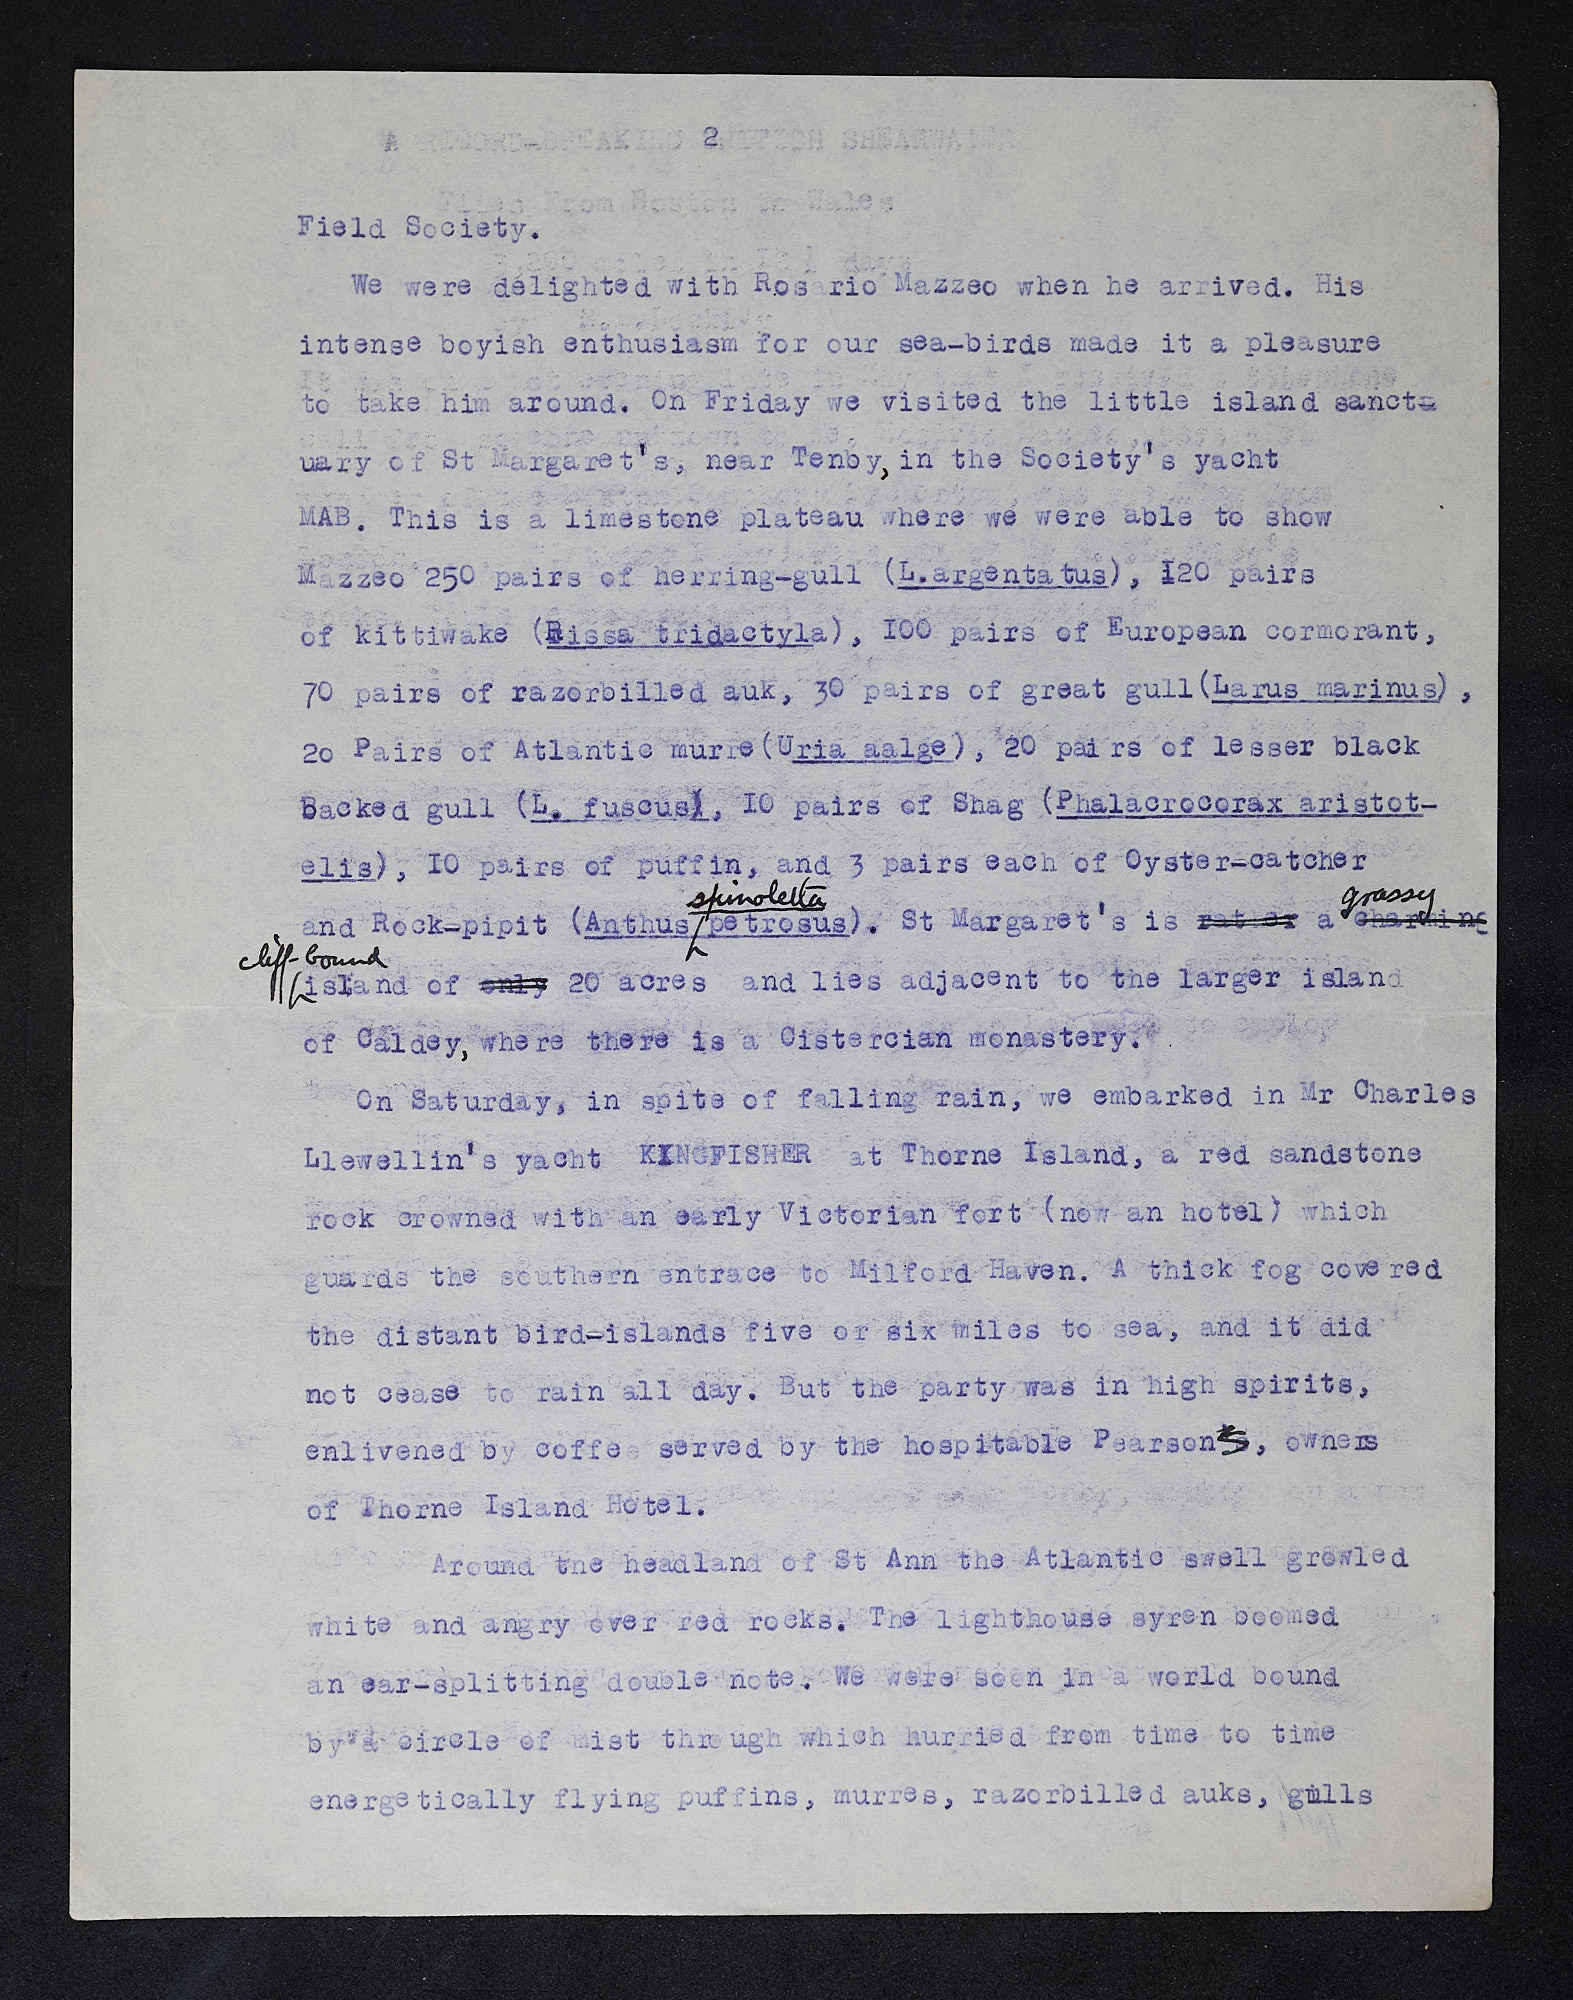 2
Field Society.
We were delighted with Rosario Mazzeo when he arrived. His
intense boyish enthusiasm for our sea-birds made it a pleasure
to take him around. On Friday we visited the little island sanct-
uary of St Margaret's, near Tenby, in the Society's yacht
MAB. This is a limestone plateau where we were able to show
Mazzeo 250 pairs of herring-gull (L.argentatus), I20 pairs
of kittiwake (Rissa tridactyla), I00 pairs of European cormorant,
70 pairs of razorbilled auk, 30 pairs of great gull(Larus marinus),
20 Pairs of Atlantic murre(Uria aalge), 20 pairs of lesser black
Backed gull (L. fuscus), I0 pairs of Shag (Phalacrocorax aristot-
elis), I0 pairs of puffin, and 3 pairs each of Oyster-catcher
spinoletta grassy
and Rock-pipit (Anthus petrosus). St Margaret's is rather a charming
cliff-bound
island of only 20 acres and lies adjacent to the larger island
of Caldey, where there is a Cistercian monastery.
On Saturday, in spite of falling rain, we embarked in Mr Charles
Llewellin's yacht KINGFISHER at Thorne Island, a red sandstone
rock crowned with an early Victorian fort (now an hotel) which
guards the southern entrace to Milford Haven. A thick fog covered
the distant bird-islands five or six miles to sea, and it did
not cease to rain all day. But the party was in high spirits,
enlivened by coffee served by the hospitable Pearsons, owners
of Thorne Island Hotel.
Around the headland of St Ann the Atlantic swell growled
white and angry over red rocks. The lighthouse syren boomed
an ear-splitting double note. We were soon in a world bound
by a circle of mist through which hurried from time to time
energetically flying puffins, murres, razorbilled auks, gulls